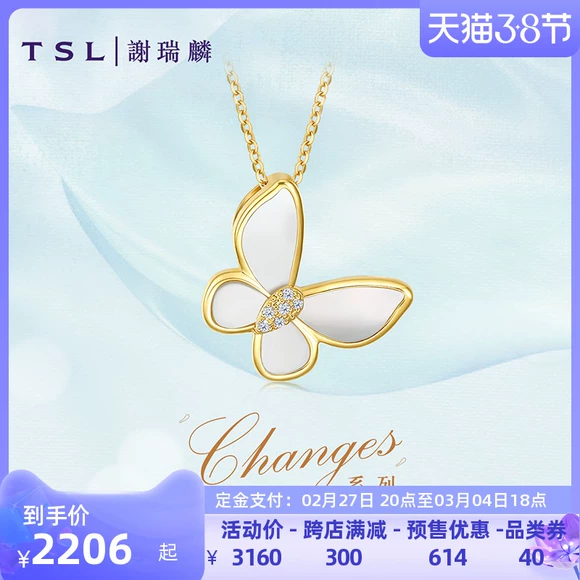 TSL|謝瑞麟
天猫3·8节
Changes
系列
定金支付：02月27日 20点至03月04日18点
到手价
¥2206 起
活动价 - 跨店满减 - 预售优惠 -品类券
¥ 3160 300 614 40